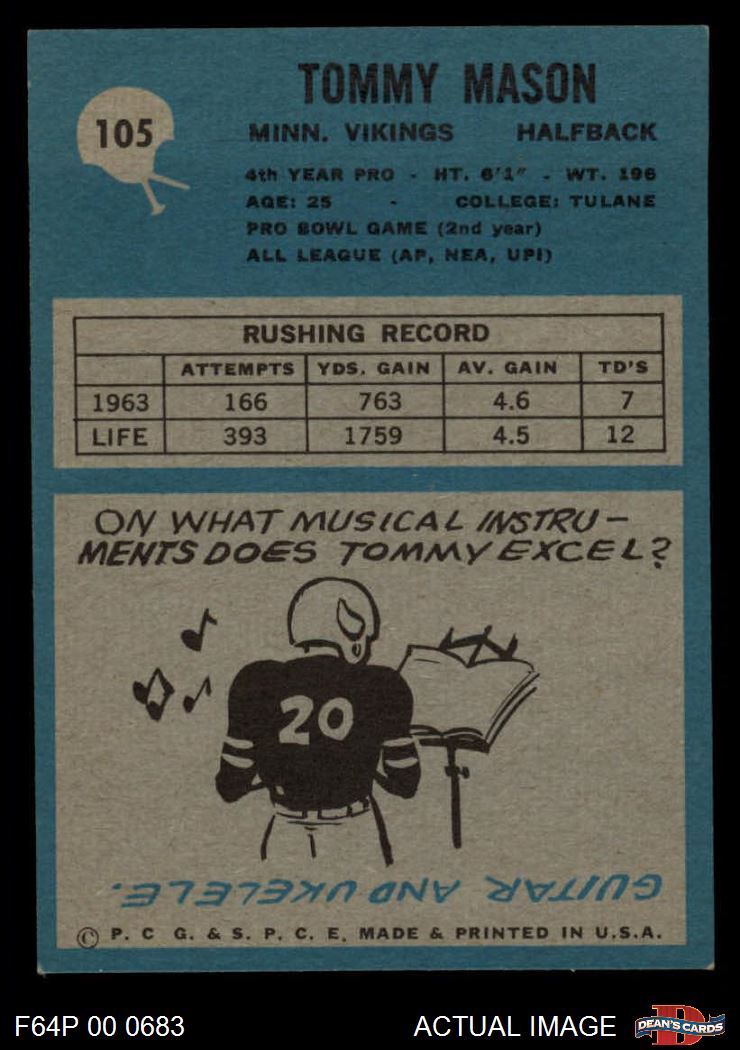 105
TOMMY MASON
MINN. VIKINGS HALFBACK
4th YEAR PRO - HT. 6'1" - WT. 196
AGE: 25 - COLLEGE: TULANE
PRO BOWL GAME (2nd year)
ALL LEAGUE (AP, NEA, UPI)
RUSHING RECORD
ATTEMPTS YDS. GAIN AV. GAIN TD'S
1963 166 763 4.6 7
LIFE 393 1759 4.5 12
ON WHAT MUSICAL INSTRU-
MENTS DOES TOMMY EXCEL?
20
GUITAR AND UKELELE.
© P. C G. & S. P. C. E. MADE & PRINTED IN U.S.A.
F64P 00 0683 ACTUAL IMAGE
D
DEAN'S CARDS